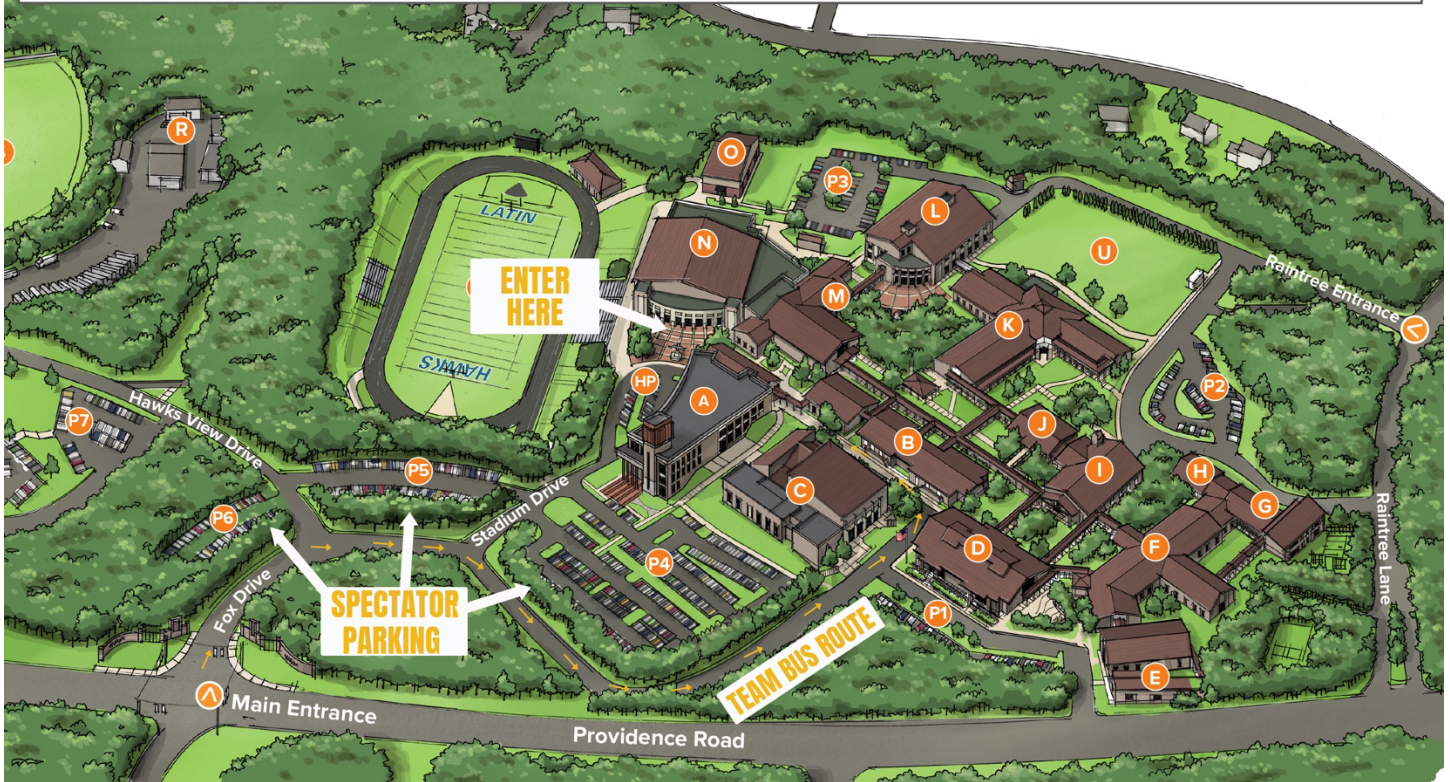 R
O
P3
L
LATIN
N
U
ENTER
HERE
M
Raintree Entrance
K
HAWKS
HP
A
P2
Hawks View Drive
P7
J
B
P5
I
H
C
G
Stadium Drive
P6
P4
D
F
Raintree Lane
Fox Drive
SPECTATOR
PARKING
TEAM BUS ROUTE
P1
E
Main Entrance
Providence Road